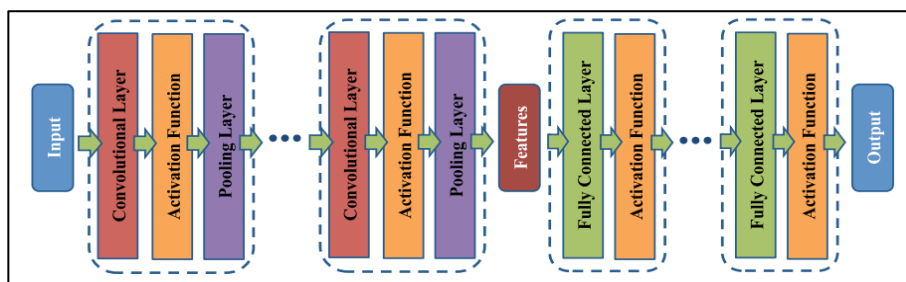 Input
Convolutional Layer
Activation Function
Pooling Layer
Convolutional Layer
Activation Function
Pooling Layer
Features
Fully Connected Layer
Activation Function
Fully Connected Layer
Activation Function
Output